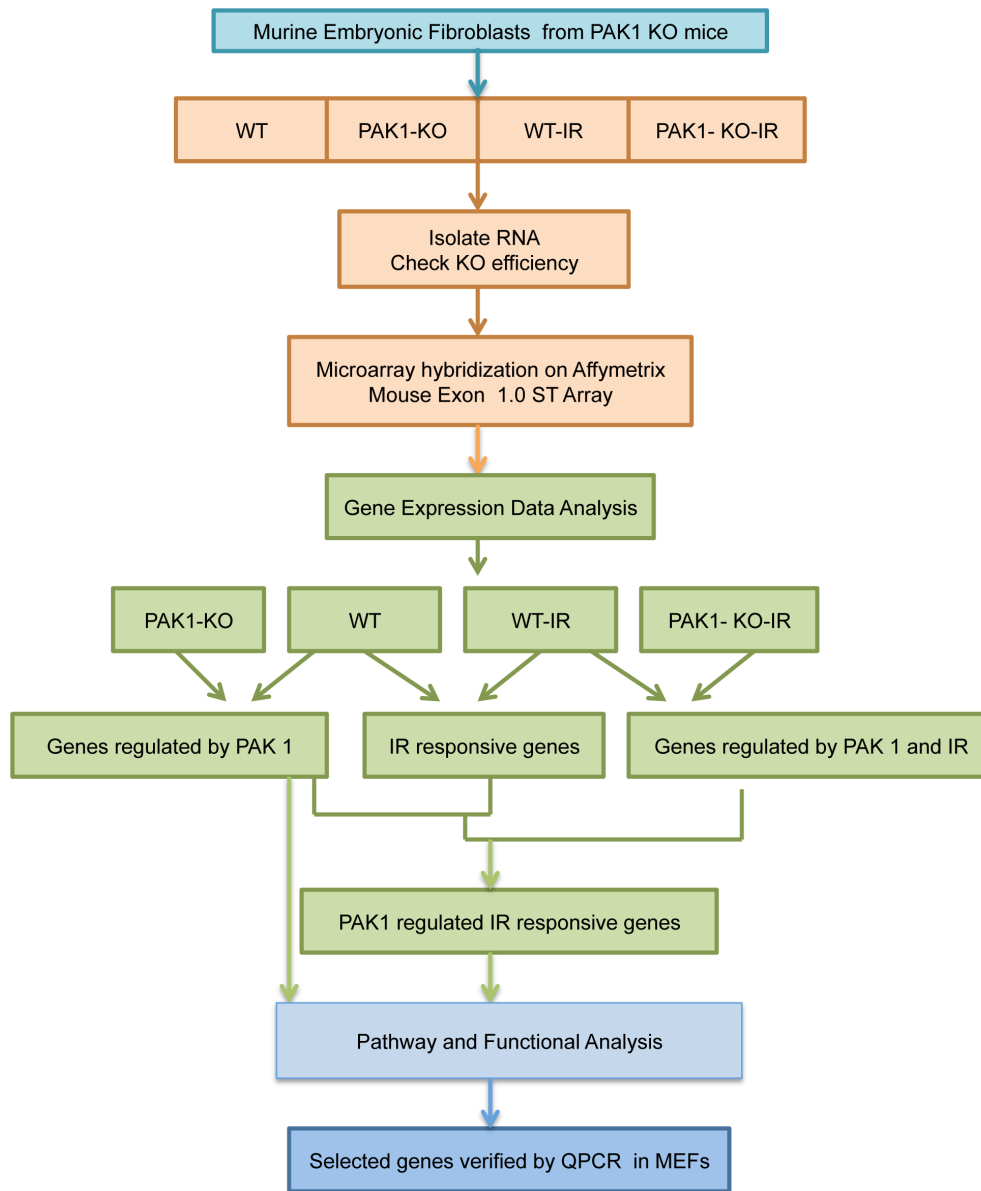 Murine Embryonic Fibroblasts from PAK1 KO mice
WT
PAK1-KO
WT-IR
PAK1- KO-IR
Isolate RNA
Check KO efficiency
Microarray hybridization on Affymetrix
Mouse Exon 1.0 ST Array
Gene Expression Data Analysis
PAK1-KO
WT
WT-IR
PAK1- KO-IR
Genes regulated by PAK 1
IR responsive genes
Genes regulated by PAK 1 and IR
PAK1 regulated IR responsive genes
Pathway and Functional Analysis
Selected genes verified by QPCR in MEFs